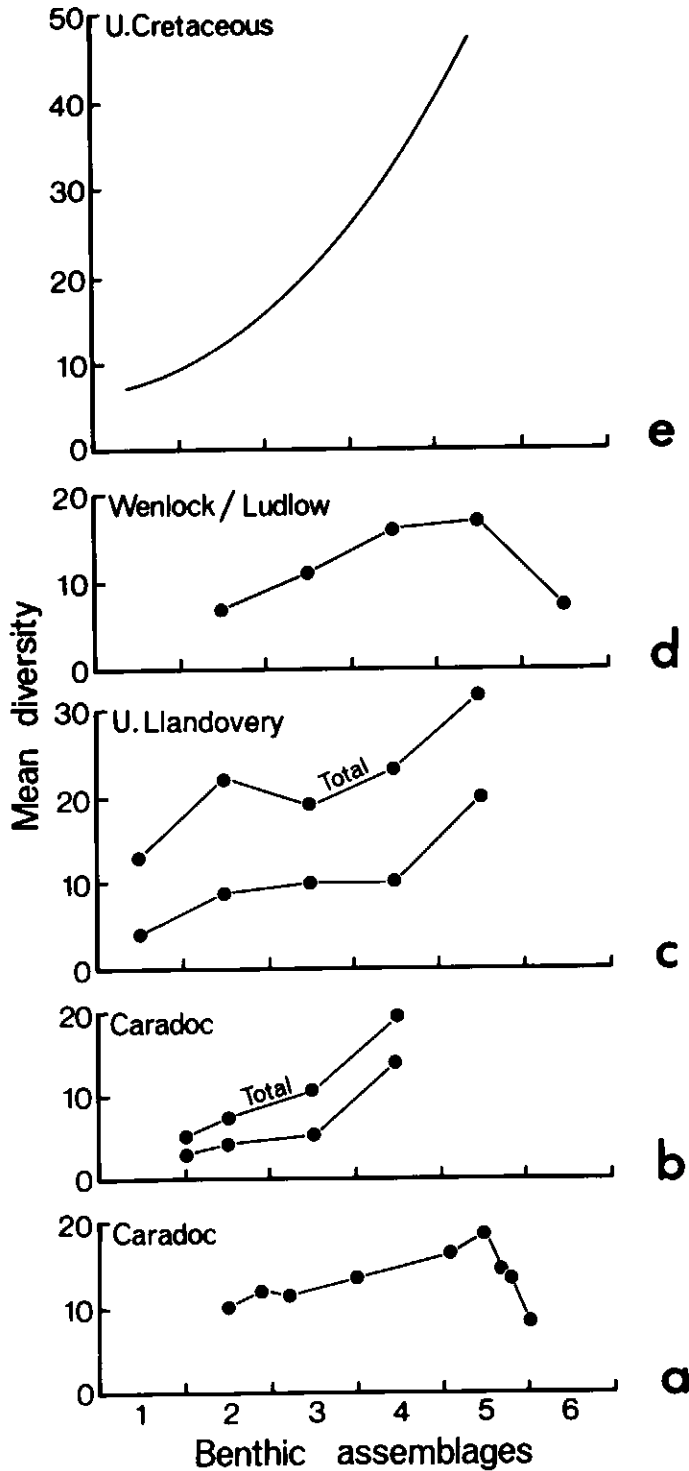 50
U.Cretaceous
40
30
20
10
0
e
20
Wenlock / Ludlow
10
0
d
Mean diversity
30
U. Llandovery
Total
20
10
0
c
20
Caradoc
Total
10
0
b
20
Caradoc
10
0
a
1 2 3 4 5 6
Benthic assemblages